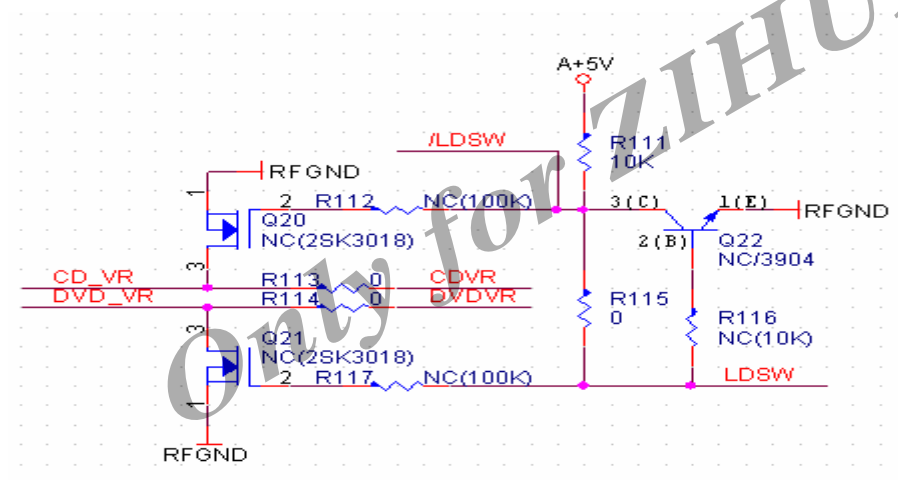 A+5V
/LDSW
R111
10K
RFGND
1
2
R112
NC(100K)
3(C)
1(E)
RFGND
Q20
NC(2SK3018)
2(B)
Q22
NC/3904
3
CD_VR
R113
0
CDVR
DVD_VR
R114
0
DVDVR
R115
0
R116
NC(10K)
3
Q21
NC(2SK3018)
2
R117
NC(100K)
LDSW
1
RFGND
Only for ZIHU